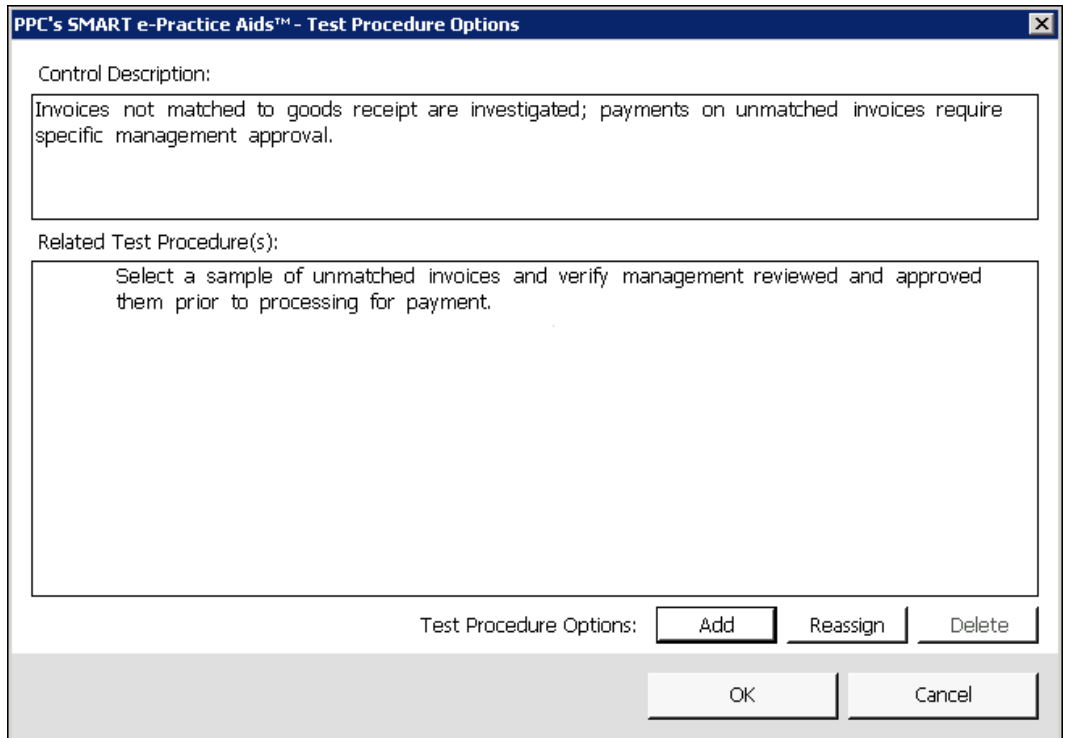 PPC's SMART e-Practice Aids™ - Test Procedure Options
Control Description:
Invoices not matched to goods receipt are investigated; payments on unmatched invoices require
specific management approval.
Related Test Procedure(s):
Select a sample of unmatched invoices and verify management reviewed and approved
them prior to processing for payment.
Test Procedure Options: Add Reassign Delete
OK Cancel